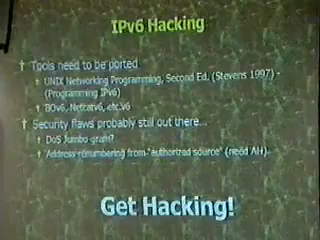 IPv6 Hacking
† Tools need to be ported.
† UNIX Networking Programming, Second Ed. (Stevens 1997) -
(Programming IPv6)
† BOv6, Netcatv6, etc.V6
† Security flaws probably still out there...
† DoS Jumbo gram?
† Address renumbering from "authorized source" (need AH).
Get Hacking!